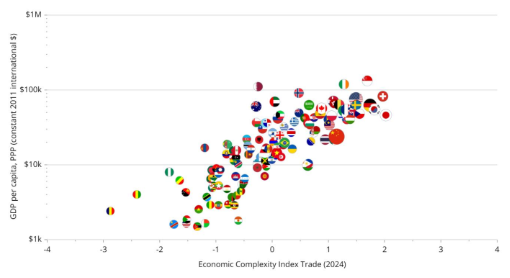 $1M
$100k
$10k
$1k
GDP per capita, PPP (constant 2011 international $)
-4 -3 -2 -1 0 1 2 3 4
Economic Complexity Index Trade (2024)